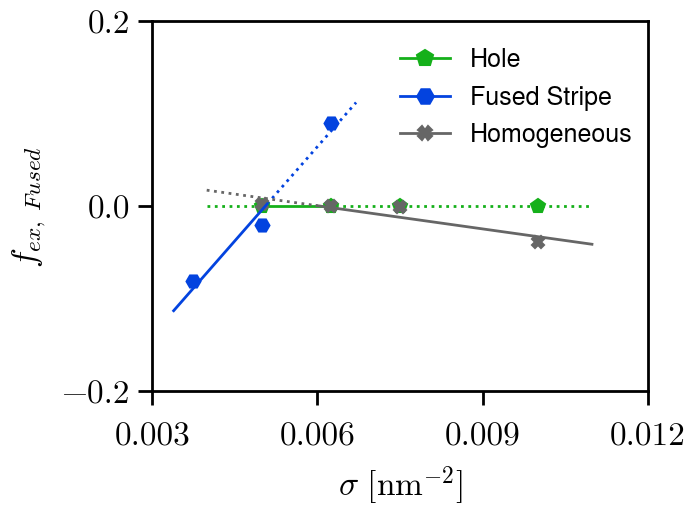 0.2
0.0
−0.2
0.003 0.006 0.009 0.012
σ [nm⁻²]
f_{ex, Fused}
Hole
Fused Stripe
Homogeneous